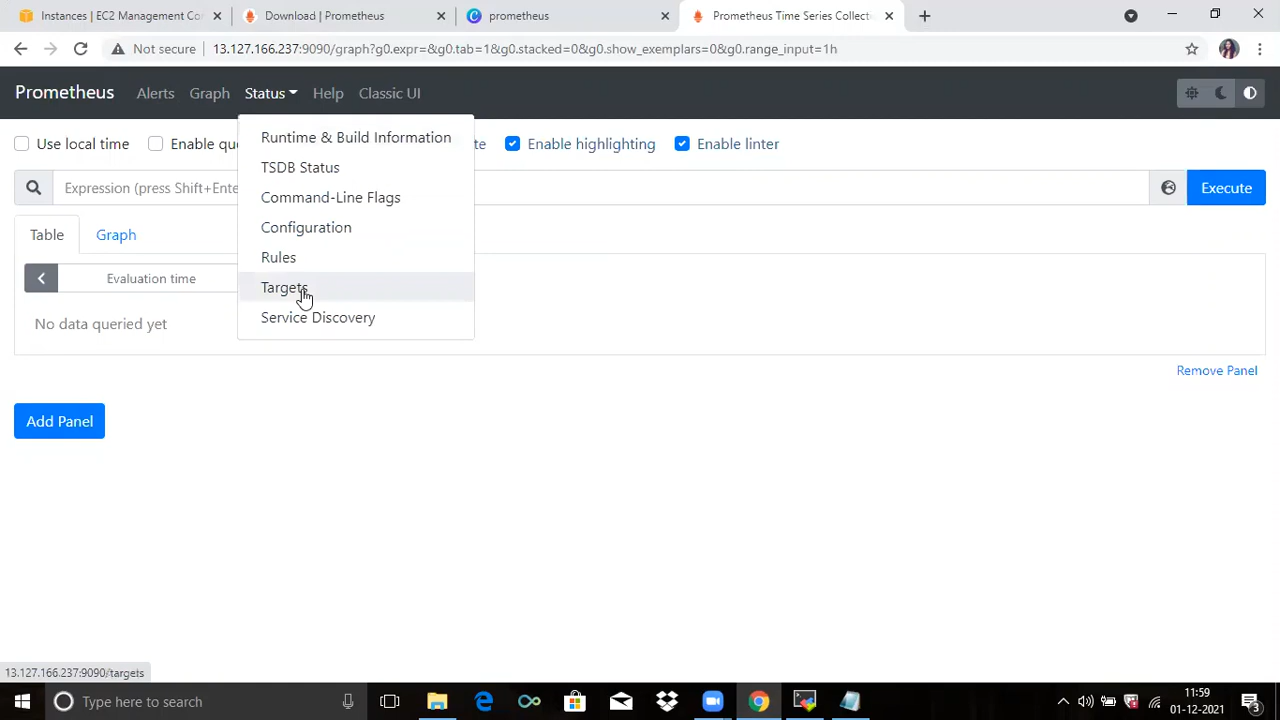 Instances | EC2 Management Con
Download | Prometheus
prometheus
Prometheus Time Series Collecti
Not secure
13.127.166.237:9090/graph?g0.expr=&g0.tab=1&g0.stacked=0&g0.show_exemplars=0&g0.range_input=1h
Prometheus
Alerts
Graph
Status
Help
Classic UI
Runtime & Build Information
TSDB Status
Command-Line Flags
Configuration
Rules
Targets
Service Discovery
Use local time
Enable que
te
Enable highlighting
Enable linter
Expression (press Shift+Ente
Execute
Table
Graph
Evaluation time
No data queried yet
Remove Panel
Add Panel
13.127.166.237:9090/targets
Type here to search
11:59
01-12-2021
3